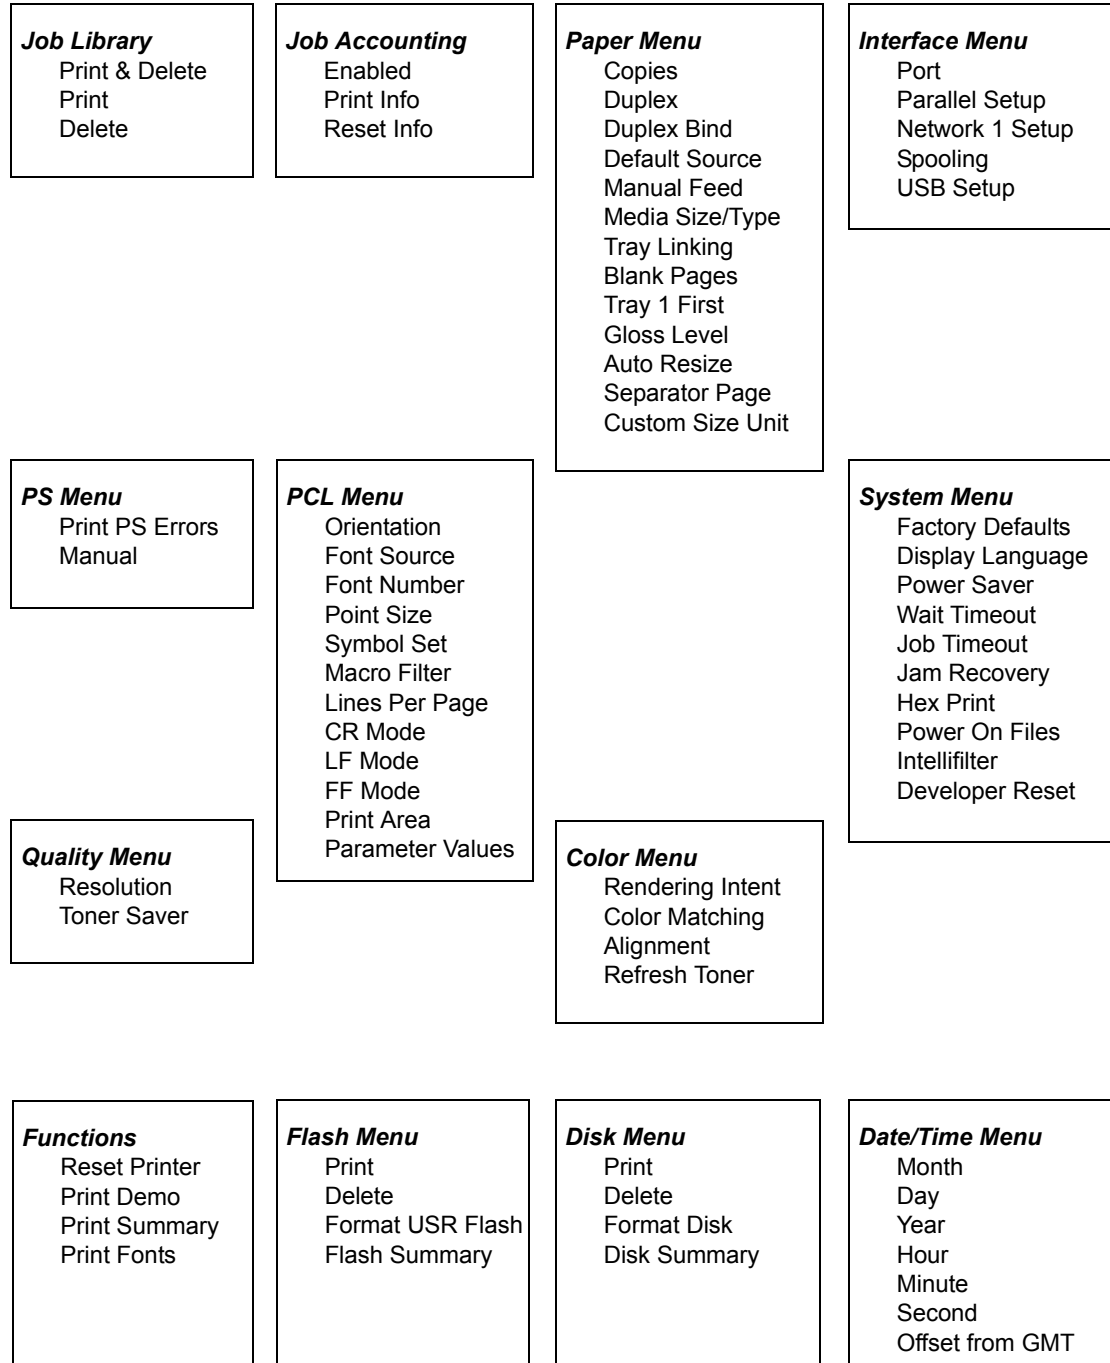 Job Library
Print & Delete
Print
Delete
Job Accounting
Enabled
Print Info
Reset Info
Paper Menu
Copies
Duplex
Duplex Bind
Default Source
Manual Feed
Media Size/Type
Tray Linking
Blank Pages
Tray 1 First
Gloss Level
Auto Resize
Separator Page
Custom Size Unit
Interface Menu
Port
Parallel Setup
Network 1 Setup
Spooling
USB Setup
PS Menu
Print PS Errors
Manual
PCL Menu
Orientation
Font Source
Font Number
Point Size
Symbol Set
Macro Filter
Lines Per Page
CR Mode
LF Mode
FF Mode
Print Area
Parameter Values
System Menu
Factory Defaults
Display Language
Power Saver
Wait Timeout
Job Timeout
Jam Recovery
Hex Print
Power On Files
Intellifilter
Developer Reset
Quality Menu
Resolution
Toner Saver
Color Menu
Rendering Intent
Color Matching
Alignment
Refresh Toner
Functions
Reset Printer
Print Demo
Print Summary
Print Fonts
Flash Menu
Print
Delete
Format USR Flash
Flash Summary
Disk Menu
Print
Delete
Format Disk
Disk Summary
Date/Time Menu
Month
Day
Year
Hour
Minute
Second
Offset from GMT